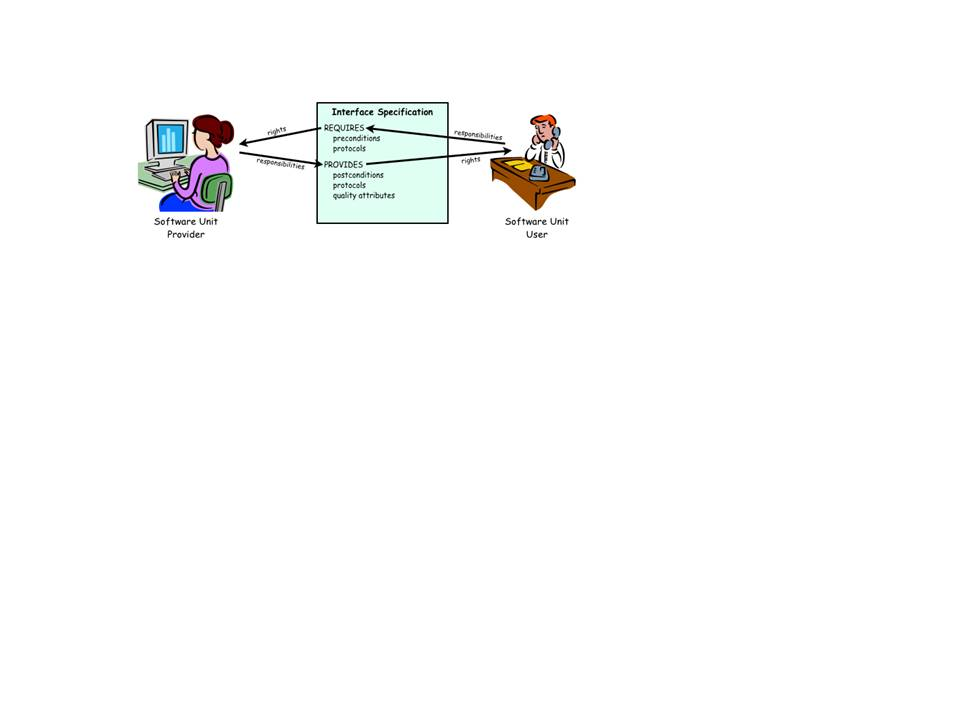 Interface Specification
rights
REQUIRES
responsibilities
preconditions
protocols
responsibilities
PROVIDES
rights
postconditions
protocols
quality attributes
Software Unit
Provider
Software Unit
User